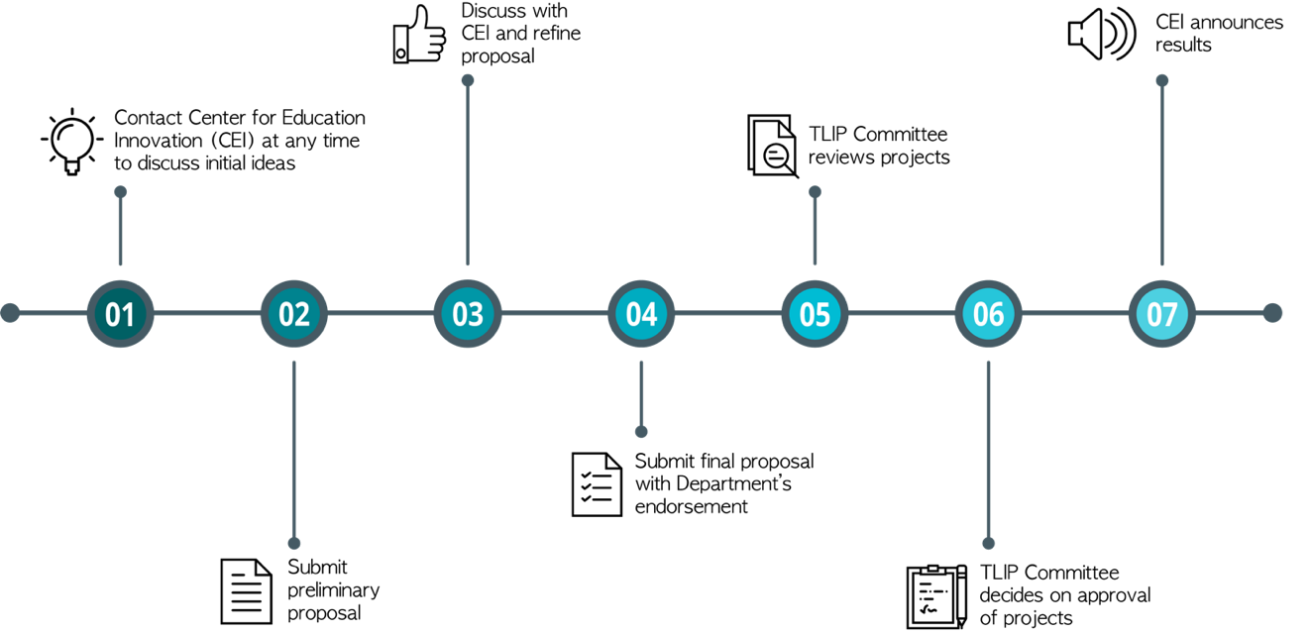 Discuss with
CEI and refine
proposal
CEI announces
results
Contact Center for Education
Innovation (CEI) at any time
to discuss initial ideas
TLIP Committee
reviews projects
01
02
03
04
05
06
07
Submit final proposal
with Department's
endorsement
Submit
preliminary
proposal
TLIP Committee
decides on approval
of projects